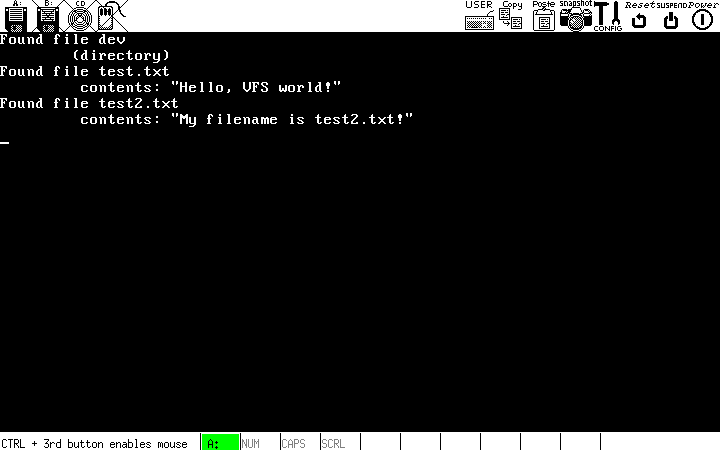 A: B: CD USER Copy Paste snapshot CONFIG Reset SUSPEND Power
Found file dev
(directory)
Found file test.txt
contents: "Hello, VFS world!"
Found file test2.txt
contents: "My filename is test2.txt!"
CTRL + 3rd button enables mouse A: NUM CAPS SCRL